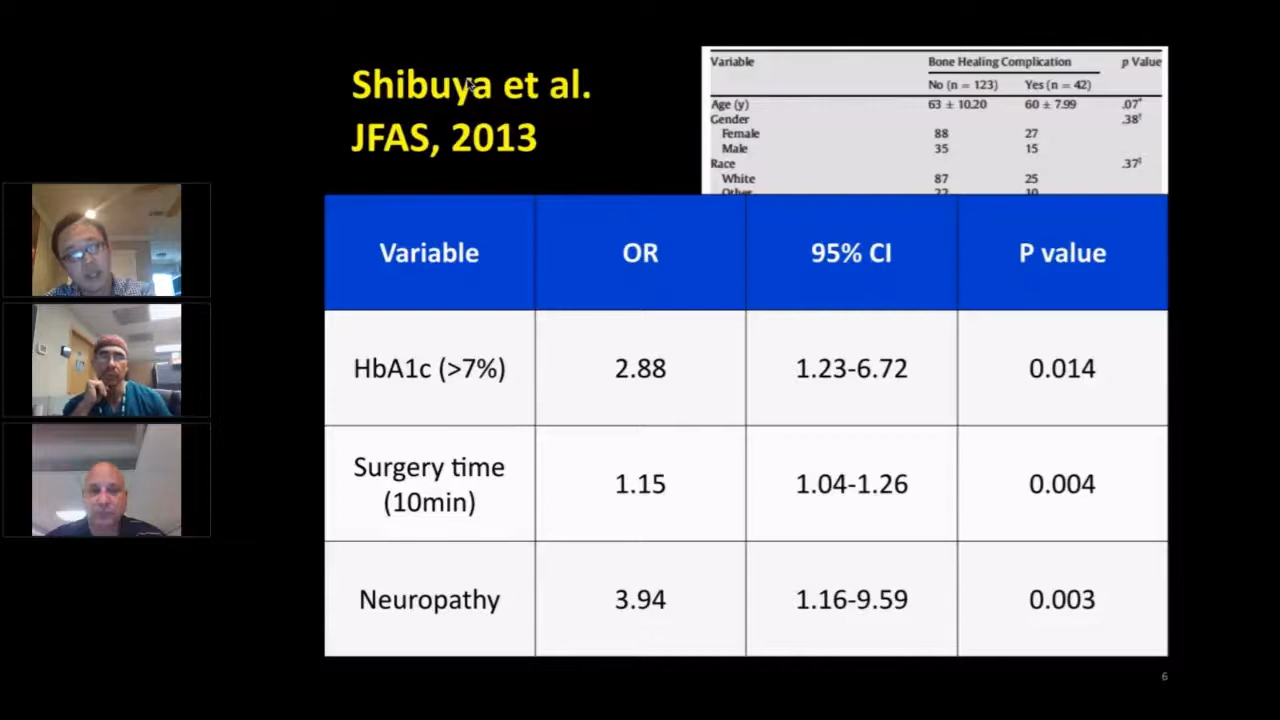 Shibuya et al.
JFAS, 2013
Variable Bone Healing Complication p Value
No (n = 123) Yes (n = 42)
Age (y) 63 ± 10.20 60 ± 7.99 .07*
Gender .38†
Female 88 27
Male 35 15
Race .37‡
White 87 25
Other 22 10
Variable OR 95% CI P value
HbA1c (>7%) 2.88 1.23-6.72 0.014
Surgery time
(10min) 1.15 1.04-1.26 0.004
Neuropathy 3.94 1.16-9.59 0.003
6